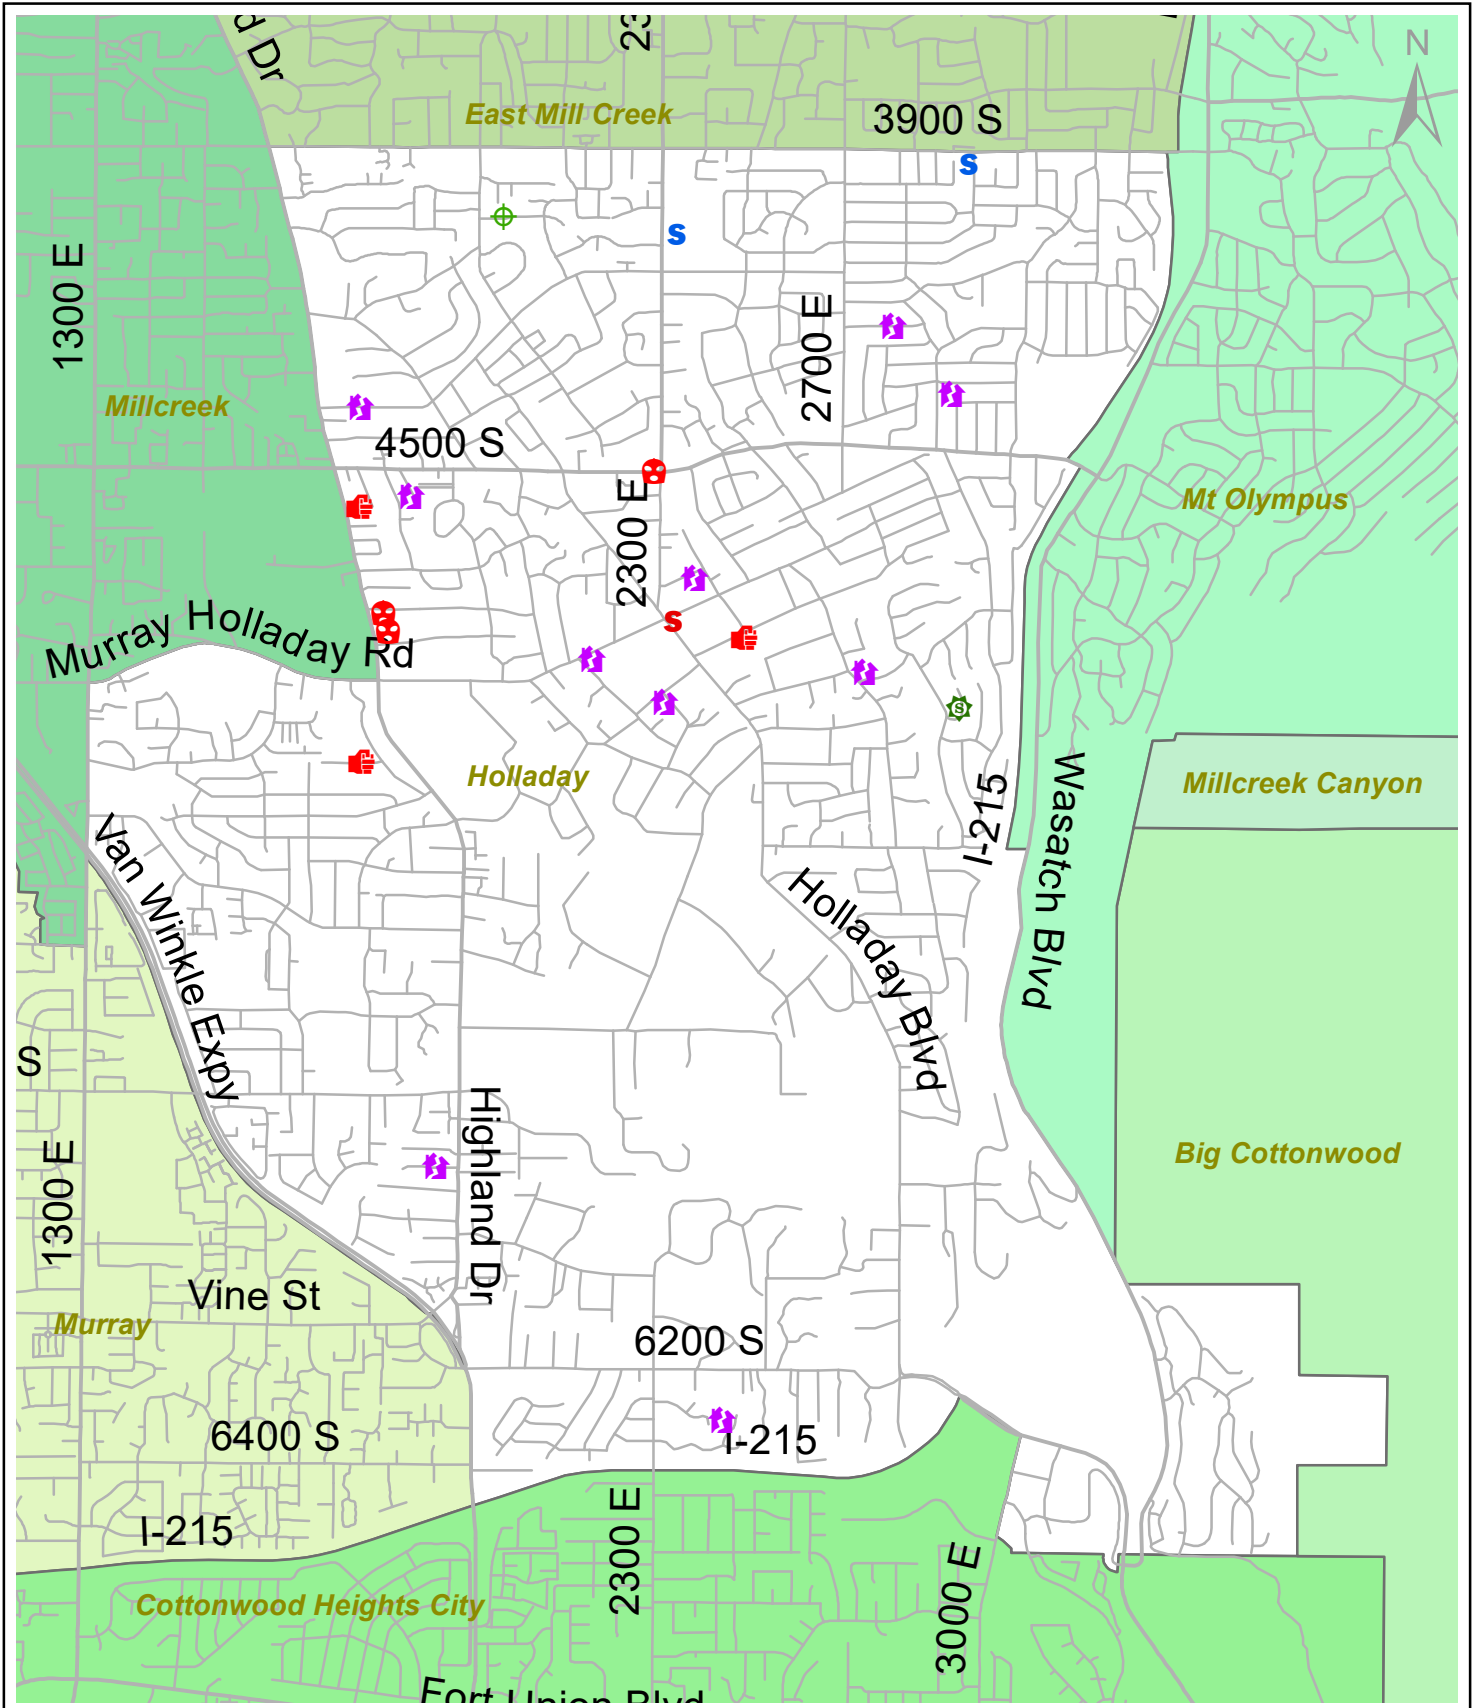 d Dr
23
N
East Mill Creek
3900 S
S
S
1300 E
2700 E
Millcreek
4500 S
Mt Olympus
2300 E
S
Murray Holladay Rd
S
Holladay
I-215
Wasatch Blvd
Millcreek Canyon
Van Winkle Expy
Holladay Blvd
S
Highland Dr
1300 E
Big Cottonwood
Vine St
Murray
6200 S
6400 S
I-215
I-215
2300 E
3000 E
Cottonwood Heights City
Fort Union Blvd